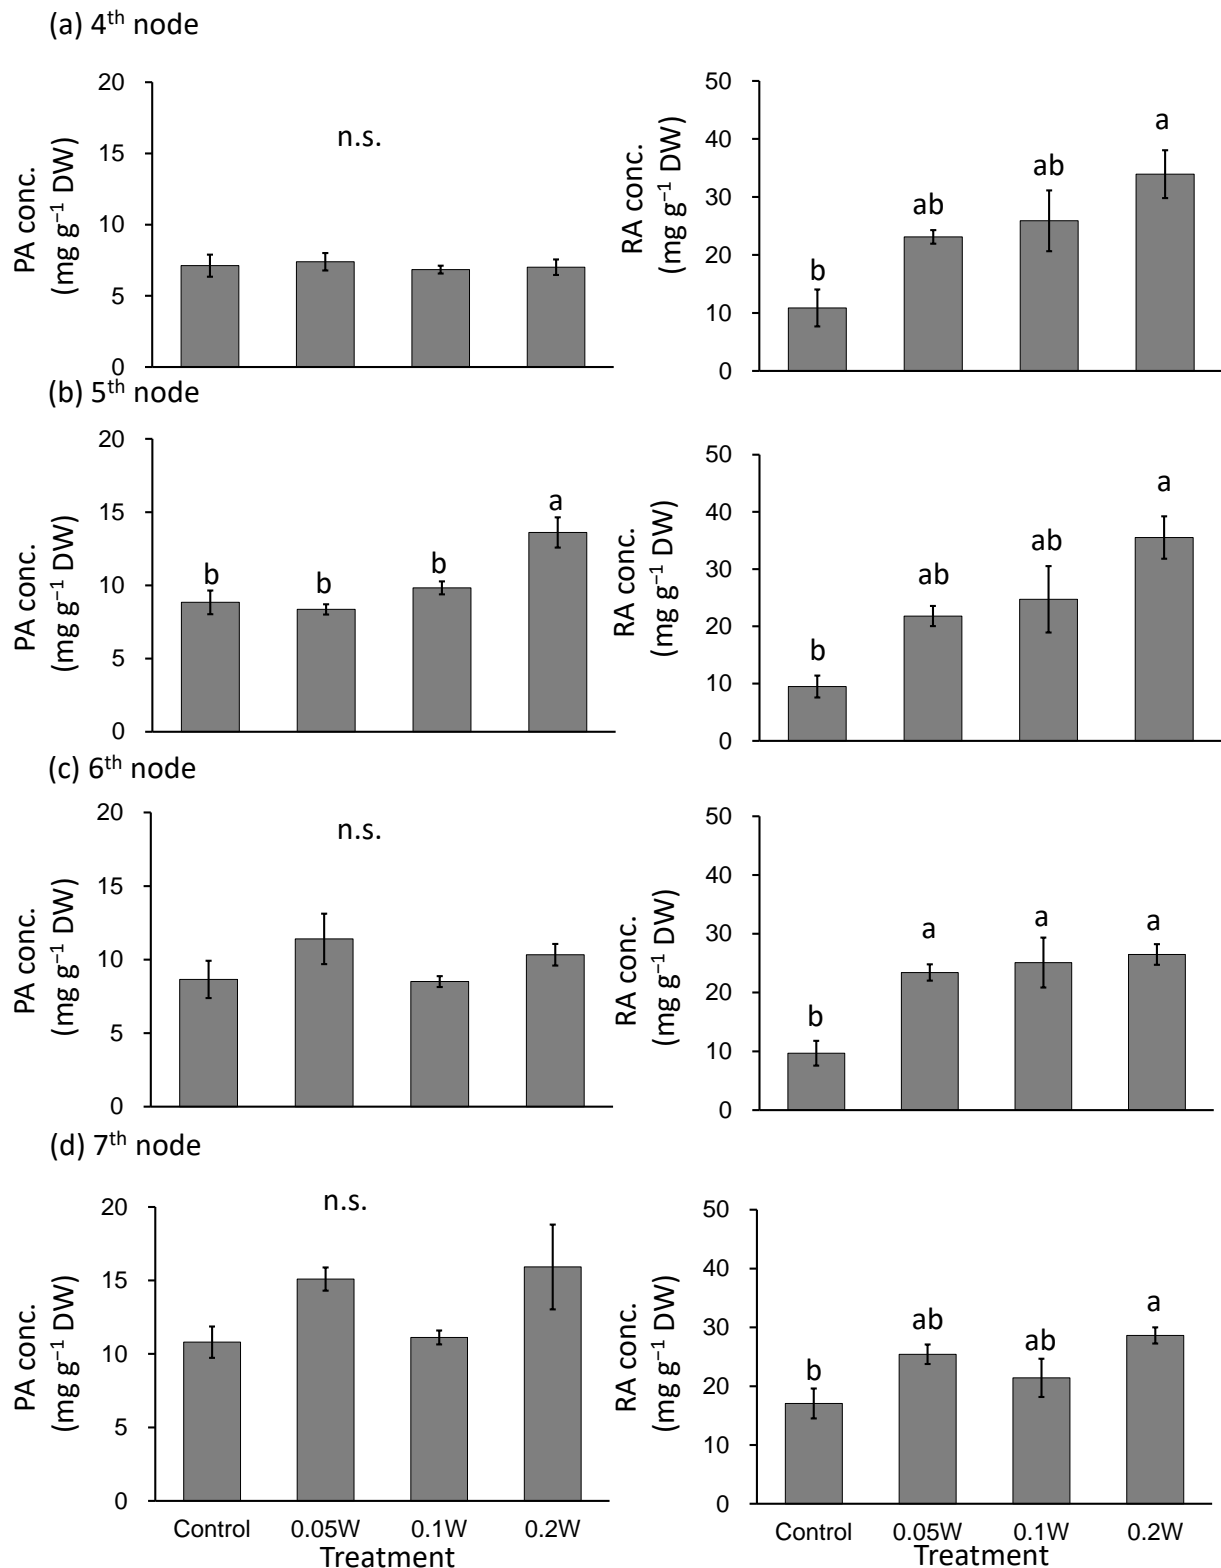 (a) 4th node
PA conc.
(mg g⁻¹ DW)
20
15
10
5
0
n.s.
RA conc.
(mg g⁻¹ DW)
50
40
30
20
10
0
b
ab
ab
a
(b) 5th node
PA conc.
(mg g⁻¹ DW)
20
15
10
5
0
b
b
b
a
RA conc.
(mg g⁻¹ DW)
50
40
30
20
10
0
b
ab
ab
a
(c) 6th node
PA conc.
(mg g⁻¹ DW)
20
15
10
5
0
n.s.
RA conc.
(mg g⁻¹ DW)
50
40
30
20
10
0
b
a
a
a
(d) 7th node
PA conc.
(mg g⁻¹ DW)
20
15
10
5
0
n.s.
Control 0.05W 0.1W 0.2W
Treatment
RA conc.
(mg g⁻¹ DW)
50
40
30
20
10
0
b
ab
ab
a
Control 0.05W 0.1W 0.2W
Treatment